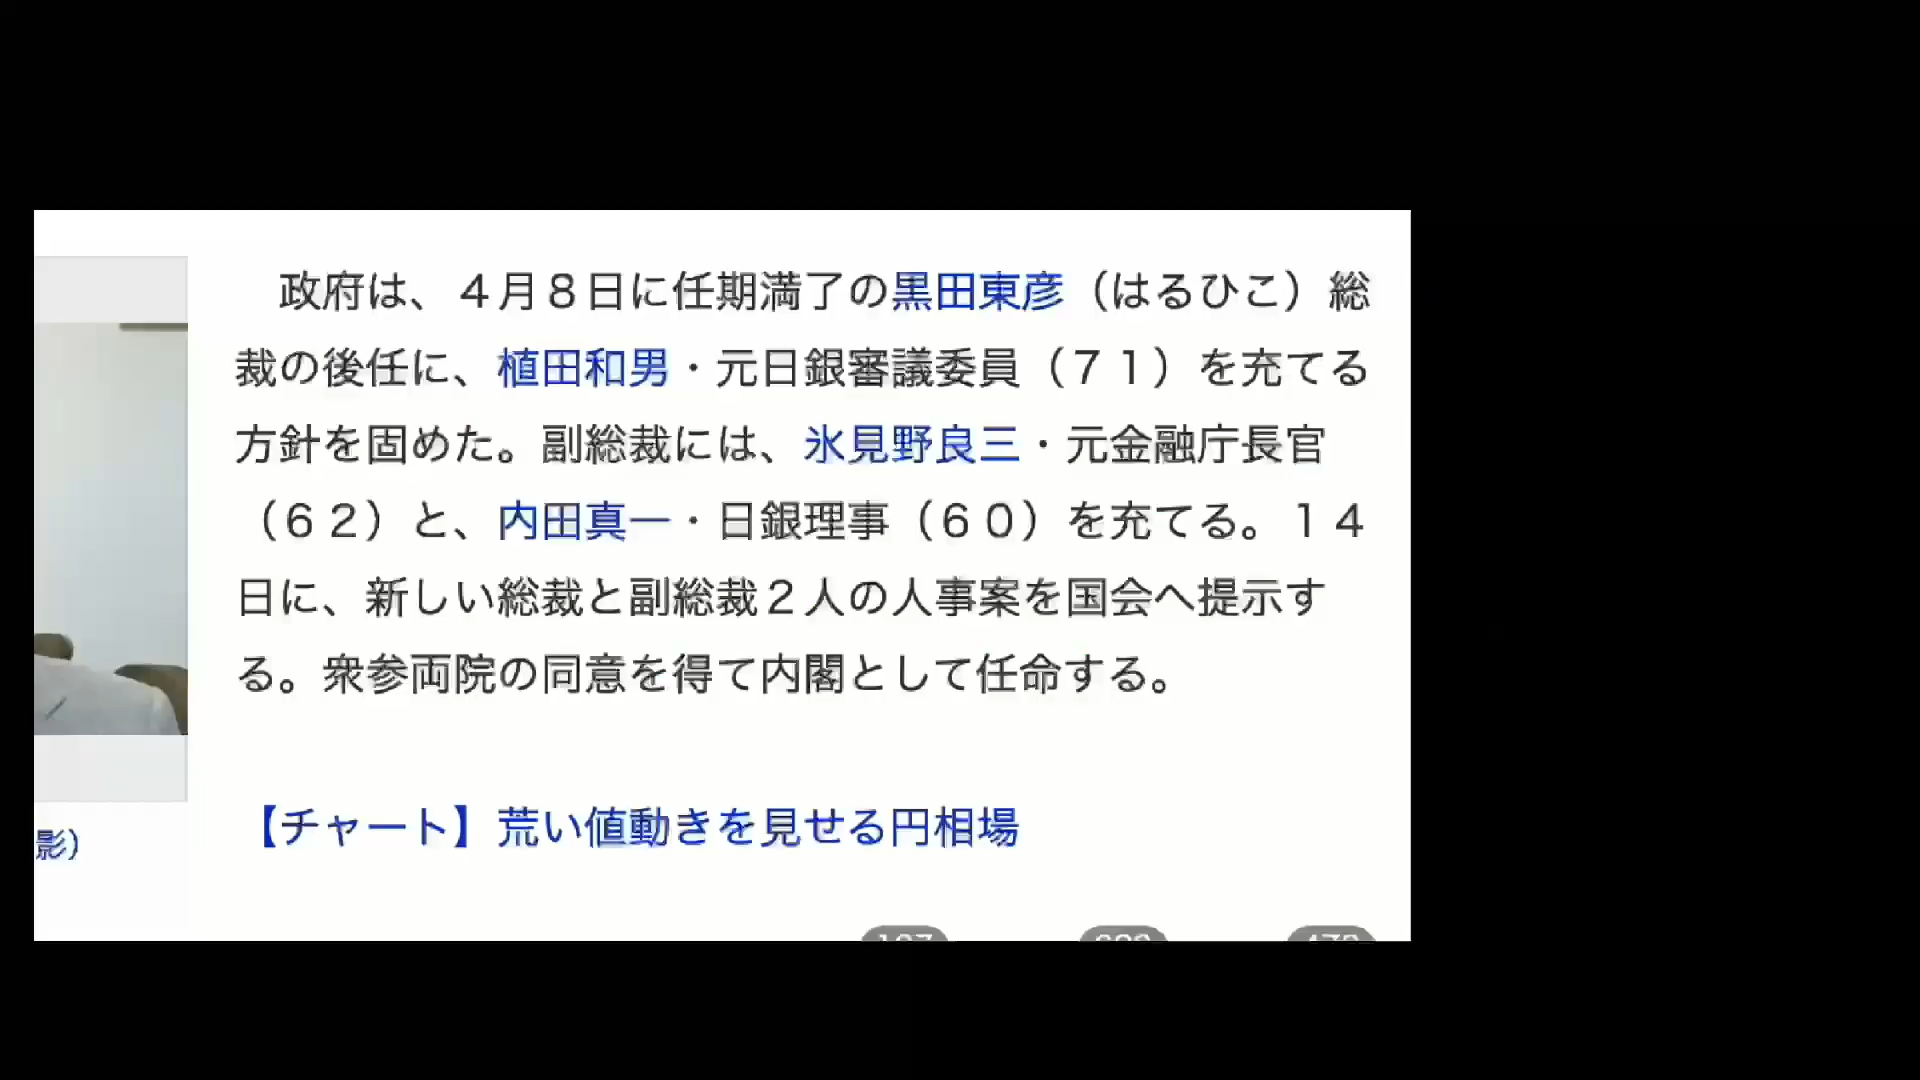 政府は、４月８日に任期満了の黒田東彦（はるひこ）総
裁の後任に、植田和男・元日銀審議委員（７１）を充てる
方針を固めた。副総裁には、氷見野良三・元金融庁長官
（６２）と、内田真一・日銀理事（６０）を充てる。１４
日に、新しい総裁と副総裁２人の人事案を国会へ提示す
る。衆参両院の同意を得て内閣として任命する。
【チャート】荒い値動きを見せる円相場
影）